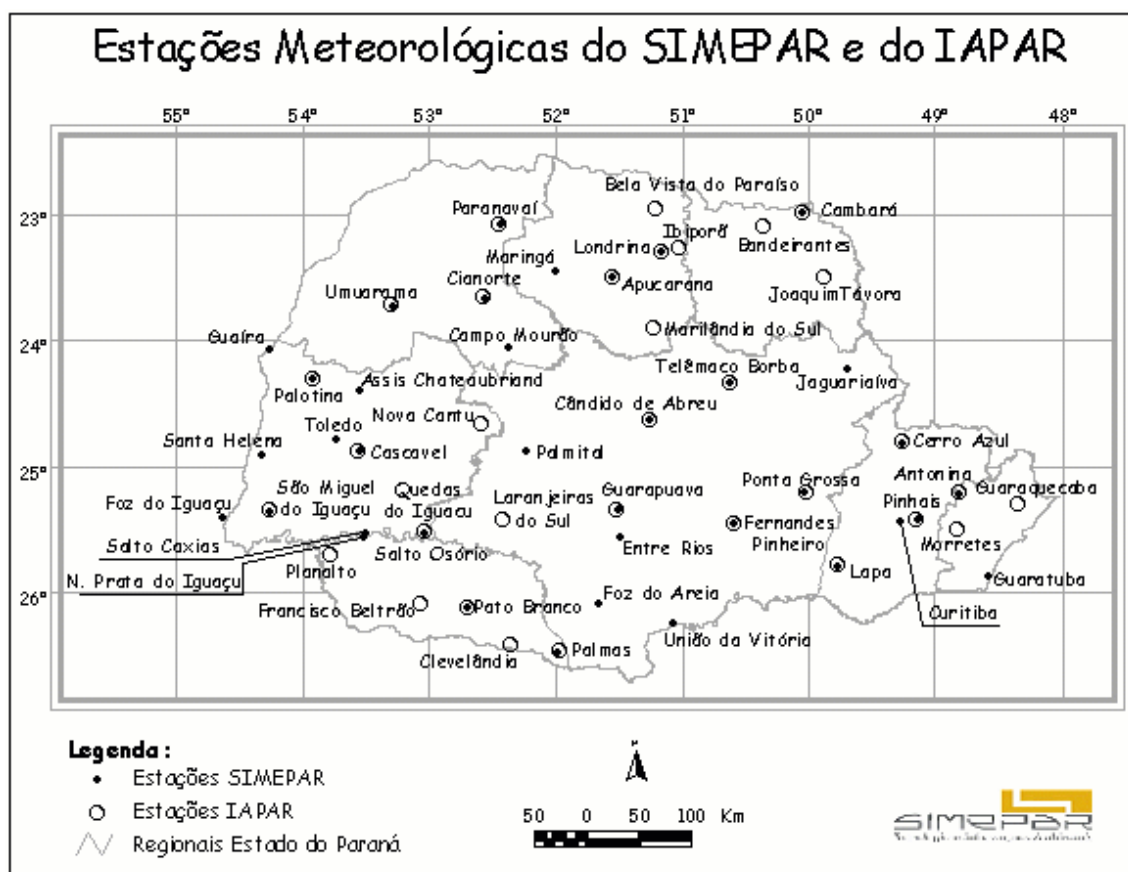 Estações Meteorológicas do SIMEPAR e do IAPAR
55° 54° 53° 52° 51° 50° 49° 48°
23°
24°
25°
26°
Bela Vista do Paraíso
Paranavaí
Cambará
Ibiporã
Londrina
Bandeirantes
Maringá
Cianorte
Apucarana
Umuarama
Joaquim Távora
Marilândia do Sul
Guaíra
Campo Mourão
Telêmaco Borba
Jaguariaíva
Palotina
Assis Chateaubriand
Cândido de Abreu
Nova Cantu
Toledo
Santa Helena
Cascavel
Palmital
Cerro Azul
Antonina
Guaraquecaba
Ponta Grossa
Pinhais
São Miguel
do Iguaçu
Quedas
do Iguacu
Laranjeiras
do Sul
Guarapuava
Foz do Iguaçu
Fernandes
Pinheiro
Morretes
Salto Caxias
Salto Osório
Entre Rios
Planalto
Lapa
Guaratuba
N. Prata do Iguaçu
Foz do Areia
Francisco Beltrão
Pato Branco
Curitiba
União da Vitória
Clevelândia
Palmas
Legenda :
Estações SIMEPAR
Estações IAPAR
Regionais Estado do Paraná
N
50 0 50 100 Km
SIMEPAR